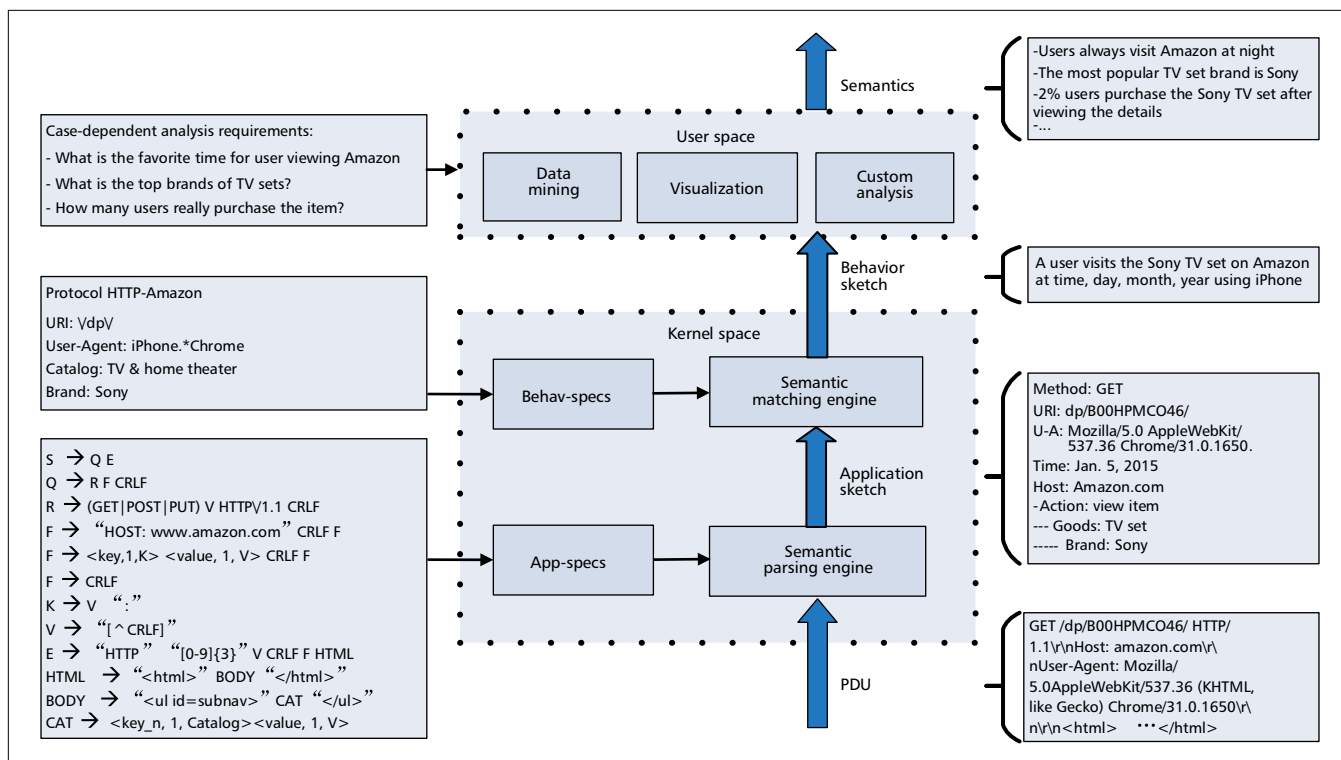 Semantics
-Users always visit Amazon at night
-The most popular TV set brand is Sony
-2% users purchase the Sony TV set after
viewing the details
-...
Case-dependent analysis requirements:
- What is the favorite time for user viewing Amazon
- What is the top brands of TV sets?
- How many users really purchase the item?
User space
Data
mining
Visualization
Custom
analysis
Behavior
sketch
A user visits the Sony TV set on Amazon
at time, day, month, year using iPhone
Protocol HTTP-Amazon
URI: \/dp\/
User-Agent: iPhone.*Chrome
Catalog: TV & home theater
Brand: Sony
Kernel space
Behav-specs
Semantic
matching engine
Method: GET
URI: dp/B00HPMCO46/
U-A: Mozilla/5.0 AppleWebKit/
537.36 Chrome/31.0.1650.
Time: Jan. 5, 2015
Host: Amazon.com
-Action: view item
--- Goods: TV set
----- Brand: Sony
Application
sketch
S → Q E
Q → R F CRLF
R → (GET|POST|PUT) V HTTP\/1.1 CRLF
F → “HOST: www.amazon.com” CRLF F
F → <key,1,K> <value, 1, V> CRLF F
F → CRLF
K → V “:”
V → “[^CRLF]”
E → “HTTP” “[0-9]{3}” V CRLF F HTML
HTML → “<html>” BODY “</html>”
BODY → “<ul id=subnav>” CAT “</ul>”
CAT → <key_n, 1, Catalog><value, 1, V>
App-specs
Semantic
parsing engine
PDU
GET /dp/B00HPMCO46/ HTTP/
1.1\r\nHost: amazon.com\r\
nUser-Agent: Mozilla/
5.0AppleWebKit/537.36 (KHTML,
like Gecko) Chrome/31.0.1650\r\
n\r\n<html> ···</html>